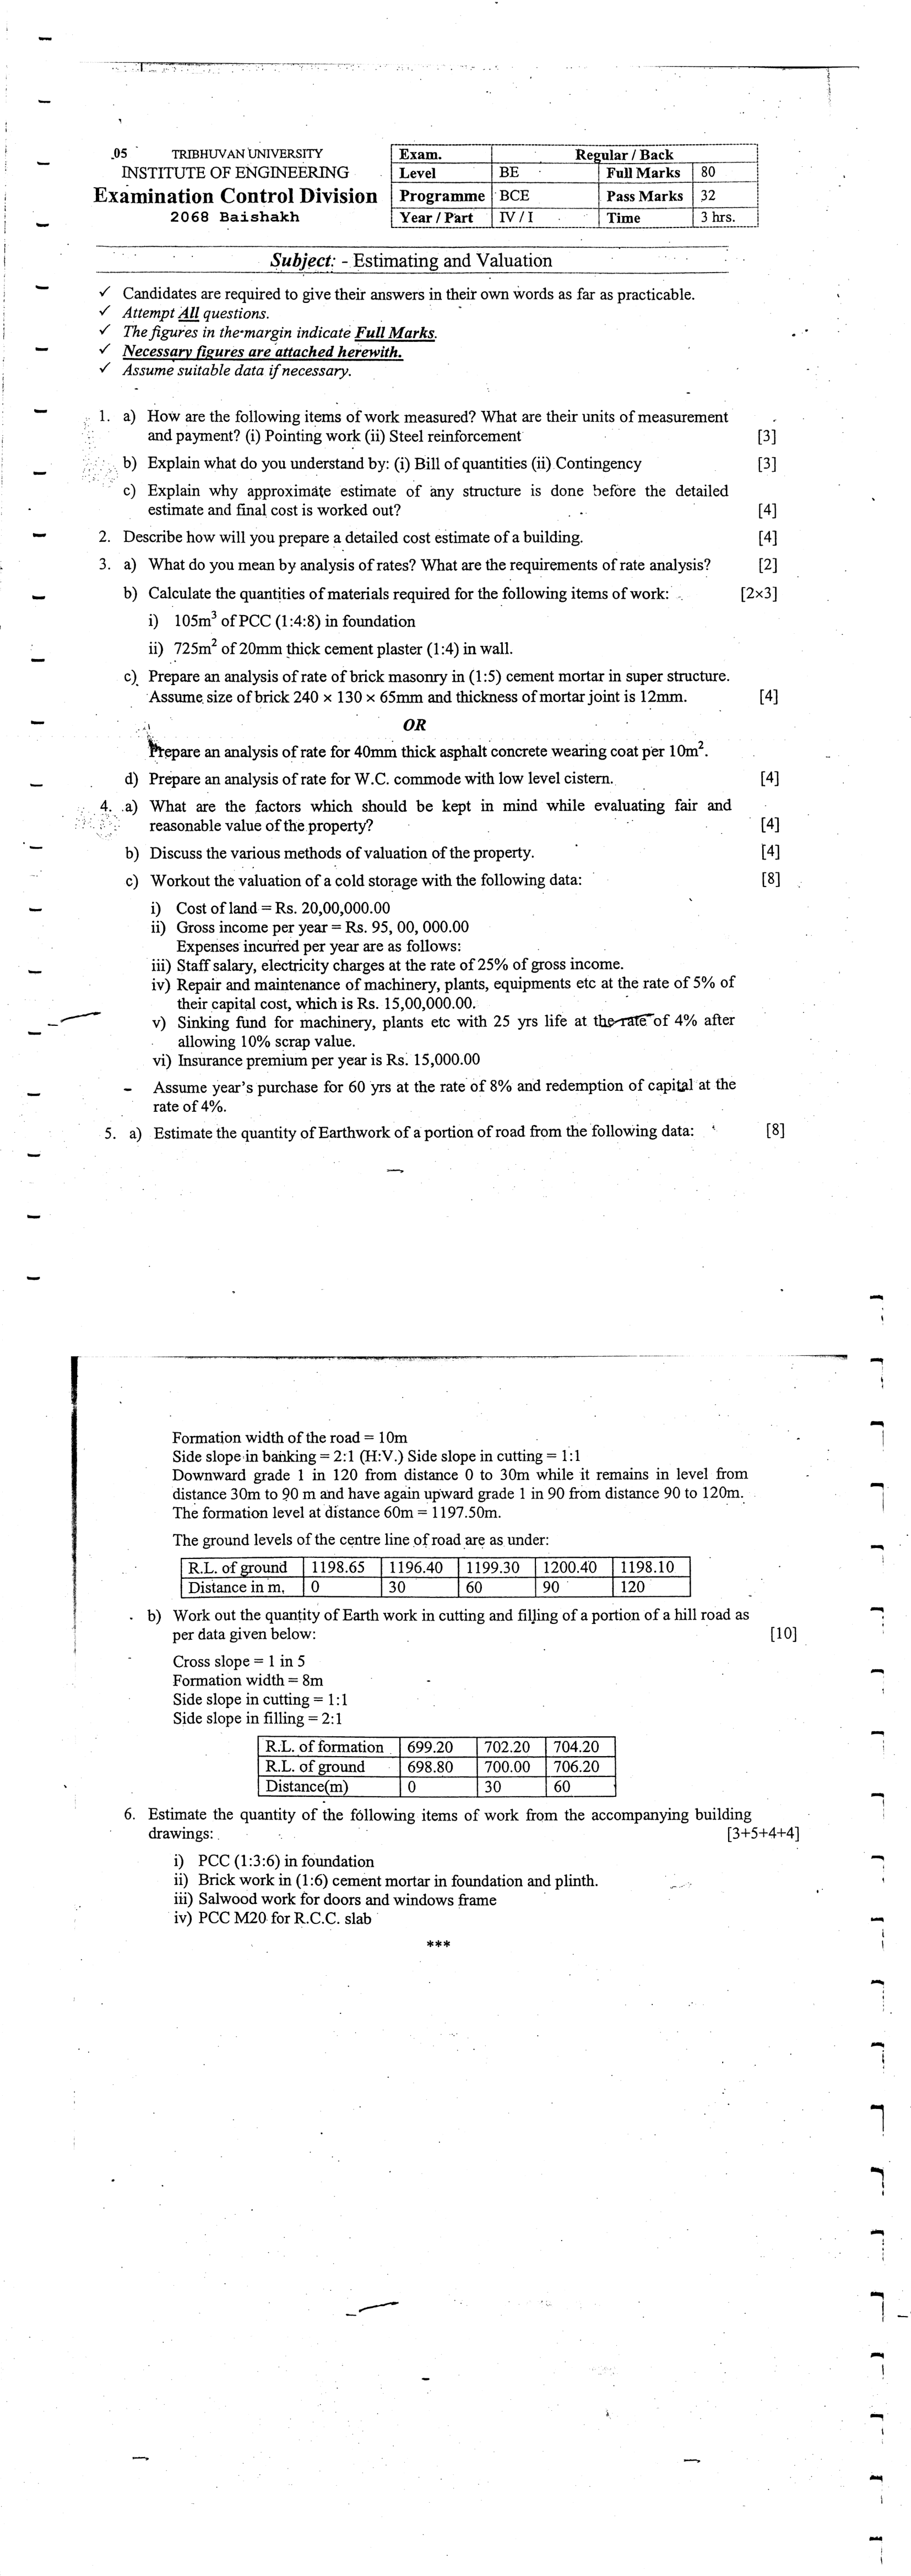 05 TRIBHUVAN UNIVERSITY
INSTITUTE OF ENGINEERING
Examination Control Division
2068 Baishakh
Exam. Regular / Back
Level BE Full Marks 80
Programme BCE Pass Marks 32
Year / Part IV / I Time 3 hrs.
Subject: - Estimating and Valuation
✓ Candidates are required to give their answers in their own words as far as practicable.
✓ Attempt All questions.
✓ The figures in the margin indicate Full Marks.
✓ Necessary figures are attached herewith.
✓ Assume suitable data if necessary.
1. a) How are the following items of work measured? What are their units of measurement
and payment? (i) Pointing work (ii) Steel reinforcement [3]
b) Explain what do you understand by: (i) Bill of quantities (ii) Contingency [3]
c) Explain why approximate estimate of any structure is done before the detailed
estimate and final cost is worked out? [4]
2. Describe how will you prepare a detailed cost estimate of a building. [4]
3. a) What do you mean by analysis of rates? What are the requirements of rate analysis? [2]
b) Calculate the quantities of materials required for the following items of work: [2×3]
i) 105m³ of PCC (1:4:8) in foundation
ii) 725m² of 20mm thick cement plaster (1:4) in wall.
c) Prepare an analysis of rate of brick masonry in (1:5) cement mortar in super structure.
Assume size of brick 240 × 130 × 65mm and thickness of mortar joint is 12mm. [4]
OR
Prepare an analysis of rate for 40mm thick asphalt concrete wearing coat per 10m².
d) Prepare an analysis of rate for W.C. commode with low level cistern. [4]
4. a) What are the factors which should be kept in mind while evaluating fair and
reasonable value of the property? [4]
b) Discuss the various methods of valuation of the property. [4]
c) Workout the valuation of a cold storage with the following data: [8]
i) Cost of land = Rs. 20,00,000.00
ii) Gross income per year = Rs. 95, 00, 000.00
Expenses incurred per year are as follows:
iii) Staff salary, electricity charges at the rate of 25% of gross income.
iv) Repair and maintenance of machinery, plants, equipments etc at the rate of 5% of
their capital cost, which is Rs. 15,00,000.00.
v) Sinking fund for machinery, plants etc with 25 yrs life at the rate of 4% after
allowing 10% scrap value.
vi) Insurance premium per year is Rs. 15,000.00
- Assume year's purchase for 60 yrs at the rate of 8% and redemption of capital at the
rate of 4%.
5. a) Estimate the quantity of Earthwork of a portion of road from the following data: [8]
Formation width of the road = 10m
Side slope in banking = 2:1 (H:V.) Side slope in cutting = 1:1
Downward grade 1 in 120 from distance 0 to 30m while it remains in level from
distance 30m to 90 m and have again upward grade 1 in 90 from distance 90 to 120m.
The formation level at distance 60m = 1197.50m.
The ground levels of the centre line of road are as under:
R.L. of ground 1198.65 1196.40 1199.30 1200.40 1198.10
Distance in m, 0 30 60 90 120
b) Work out the quantity of Earth work in cutting and filling of a portion of a hill road as
per data given below: [10]
Cross slope = 1 in 5
Formation width = 8m
Side slope in cutting = 1:1
Side slope in filling = 2:1
R.L. of formation 699.20 702.20 704.20
R.L. of ground 698.80 700.00 706.20
Distance(m) 0 30 60
6. Estimate the quantity of the following items of work from the accompanying building
drawings: [3+5+4+4]
i) PCC (1:3:6) in foundation
ii) Brick work in (1:6) cement mortar in foundation and plinth.
iii) Salwood work for doors and windows frame
iv) PCC M20 for R.C.C. slab
***